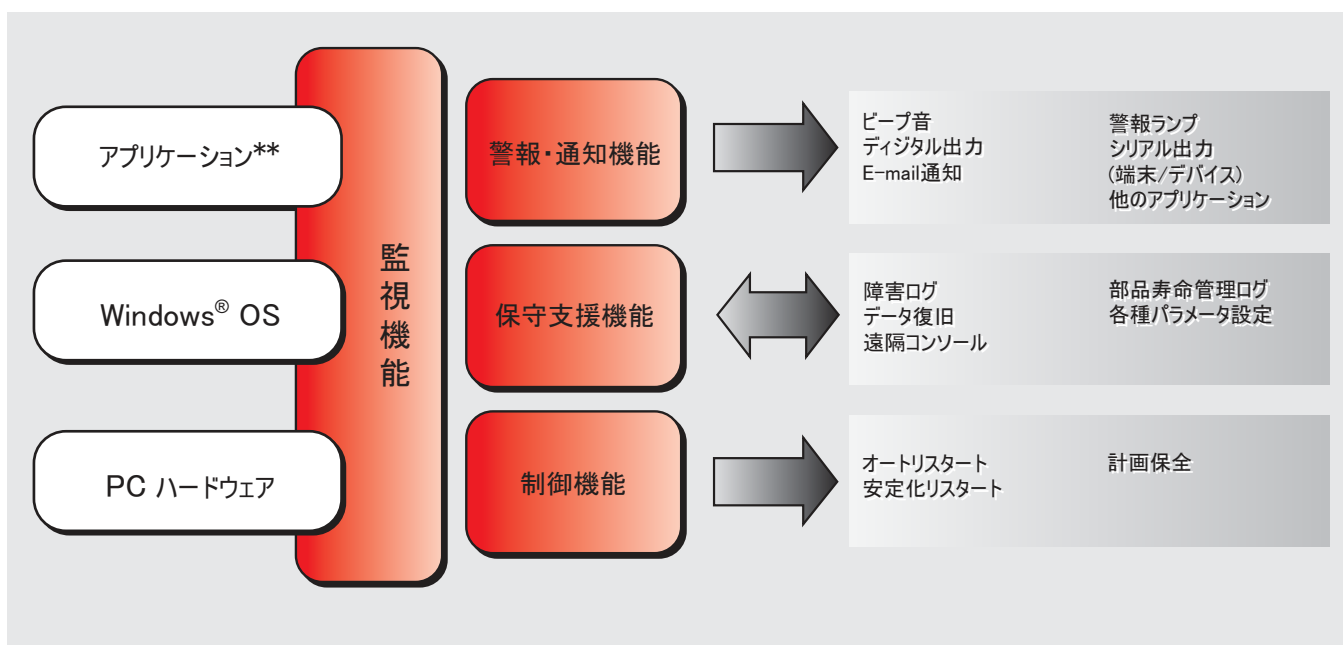 アプリケーション**
Windows® OS
PC ハードウェア
監視機能
警報・通知機能
保守支援機能
制御機能
ビープ音
ディジタル出力
E-mail通知
警報ランプ
シリアル出力
(端末/デバイス)
他のアプリケーション
障害ログ
データ復旧
遠隔コンソール
部品寿命管理ログ
各種パラメータ設定
オートリスタート
安定化リスタート
計画保全